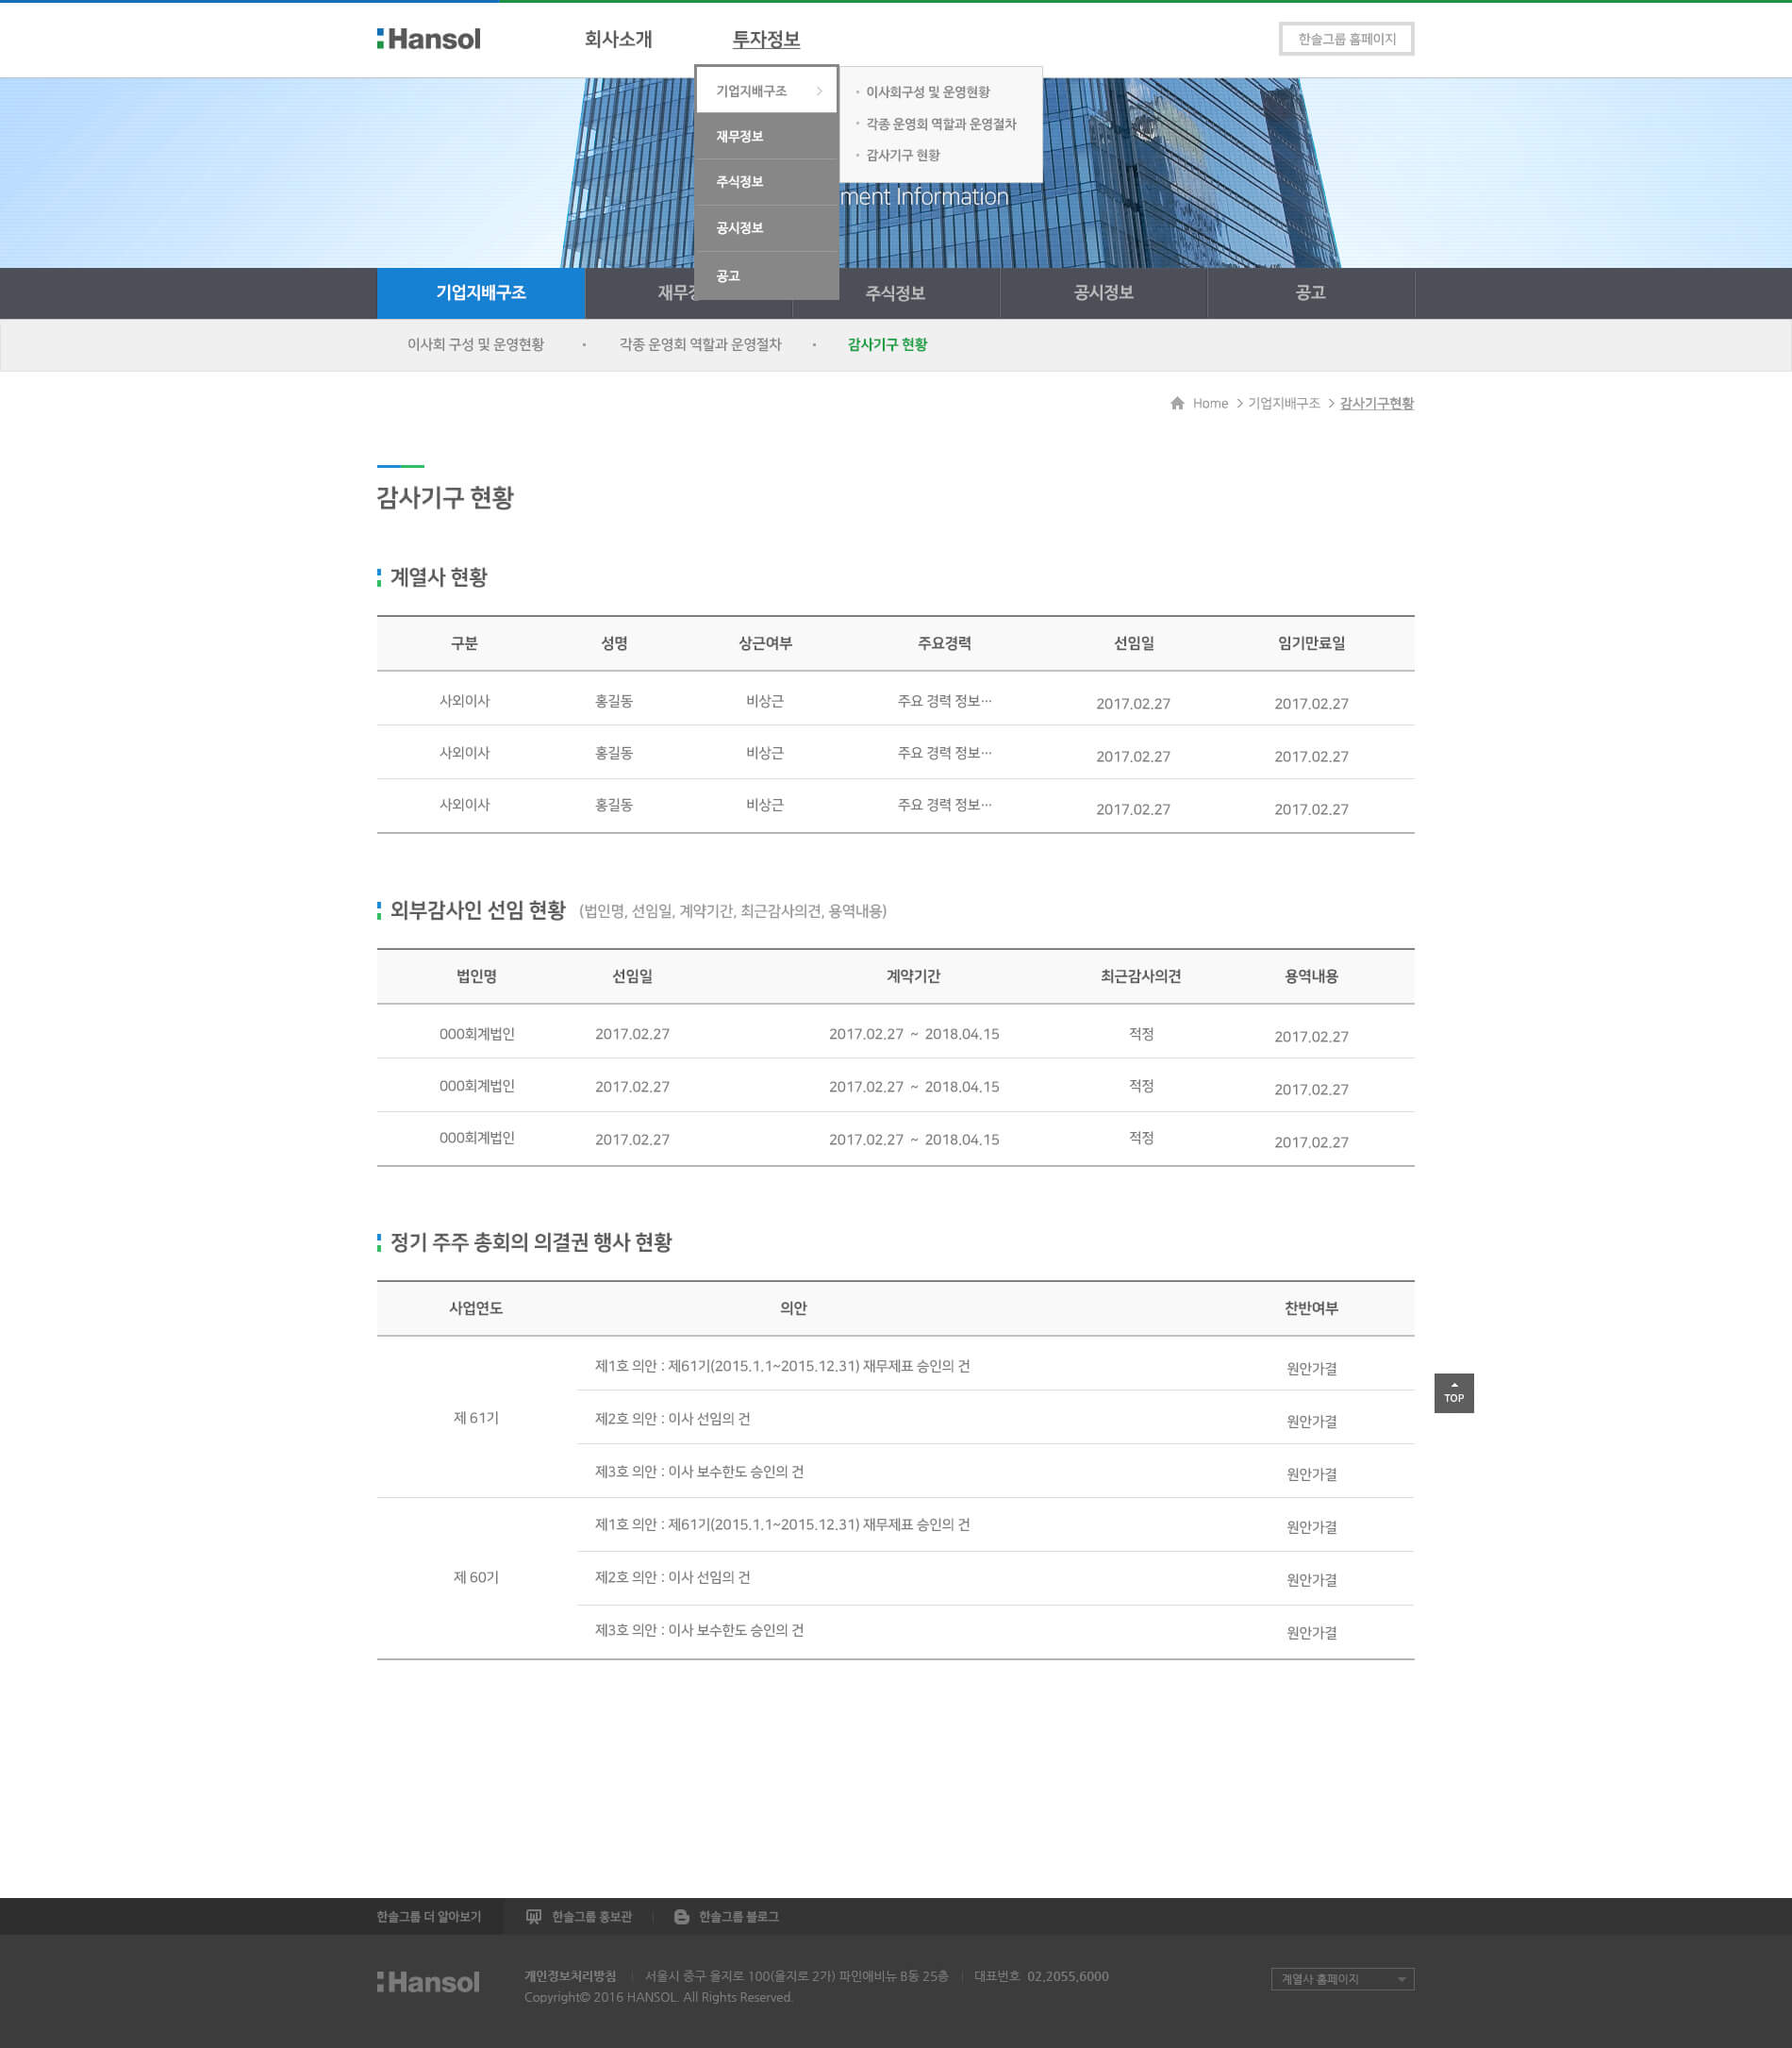 Hansol 회사소개 투자정보 한솔그룹 홈페이지
기업지배구조
재무정보
주식정보
공시정보
공고
이사회구성 및 운영현황
각종 운영회 역할과 운영절차
감사기구 현황
ment Information
기업지배구조 재무정 주식정보 공시정보 공고
이사회 구성 및 운영현황 • 각종 운영회 역할과 운영절차 • 감사기구 현황
Home > 기업지배구조 > 감사기구현황
감사기구 현황
계열사 현황
구분 성명 상근여부 주요경력 선임일 임기만료일
사외이사 홍길동 비상근 주요 경력 정보… 2017.02.27 2017.02.27
사외이사 홍길동 비상근 주요 경력 정보… 2017.02.27 2017.02.27
사외이사 홍길동 비상근 주요 경력 정보… 2017.02.27 2017.02.27
외부감사인 선임 현황 (법인명, 선임일, 계약기간, 최근감사의견, 용역내용)
법인명 선임일 계약기간 최근감사의견 용역내용
000회계법인 2017.02.27 2017.02.27 ~ 2018.04.15 적정 2017.02.27
000회계법인 2017.02.27 2017.02.27 ~ 2018.04.15 적정 2017.02.27
000회계법인 2017.02.27 2017.02.27 ~ 2018.04.15 적정 2017.02.27
정기 주주 총회의 의결권 행사 현황
사업연도 의안 찬반여부
제1호 의안 : 제61기(2015.1.1~2015.12.31) 재무제표 승인의 건 원안가결
제 61기 제2호 의안 : 이사 선임의 건 원안가결
제3호 의안 : 이사 보수한도 승인의 건 원안가결
제1호 의안 : 제61기(2015.1.1~2015.12.31) 재무제표 승인의 건 원안가결
제 60기 제2호 의안 : 이사 선임의 건 원안가결
제3호 의안 : 이사 보수한도 승인의 건 원안가결
TOP
한솔그룹 더 알아보기 한솔그룹 홍보관 한솔그룹 블로그
Hansol 개인정보처리방침 서울시 중구 을지로 100(을지로 2가) 파인애비뉴 B동 25층 대표번호 02.2055.6000 계열사 홈페이지
Copyright© 2016 HANSOL. All Rights Reserved.